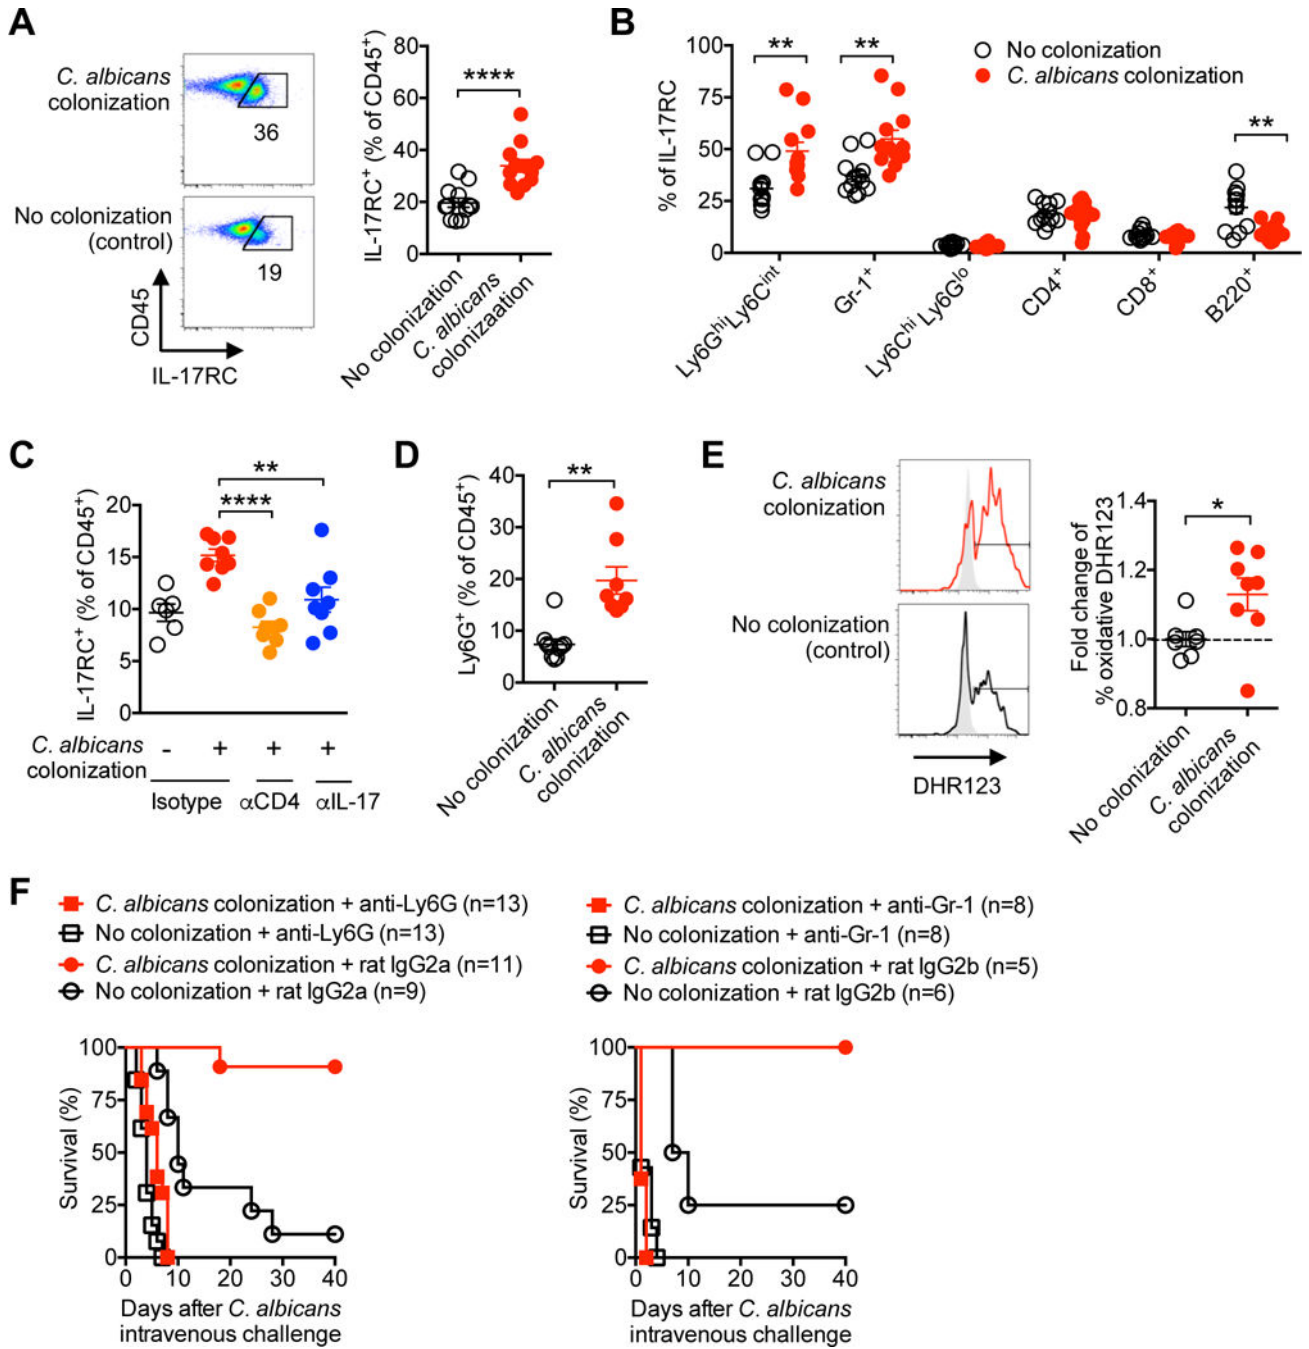 A
C. albicans
colonization
36
No colonization
(control)
19
CD45
IL-17RC
IL-17RC⁺ (% of CD45⁺)
80
60
40
20
0
No colonization
C. albicans
colonizaation
****
B
% of IL-17RC
100
75
50
25
0
**
**
**
No colonization
C. albicans colonization
Ly6GʰⁱLy6Cⁱⁿᵗ
Gr-1⁺
Ly6Cʰⁱ Ly6Gˡᵒ
CD4⁺
CD8⁺
B220⁺
C
IL-17RC⁺ (% of CD45⁺)
20
15
10
5
0
**
****
C. albicans
colonization
- + + +
Isotype αCD4 αIL-17
D
Ly6G⁺ (% of CD45⁺)
40
30
20
10
0
**
No colonization
C. albicans
colonization
E
C. albicans
colonization
No colonization
(control)
DHR123
Fold change of
% oxidative DHR123
1.4
1.2
1.0
0.8
*
No colonization
C. albicans
colonization
F
C. albicans colonization + anti-Ly6G (n=13)
No colonization + anti-Ly6G (n=13)
C. albicans colonization + rat IgG2a (n=11)
No colonization + rat IgG2a (n=9)
C. albicans colonization + anti-Gr-1 (n=8)
No colonization + anti-Gr-1 (n=8)
C. albicans colonization + rat IgG2b (n=5)
No colonization + rat IgG2b (n=6)
Survival (%)
100
75
50
25
0
0 10 20 30 40
Days after C. albicans
intravenous challenge
Survival (%)
100
75
50
25
0
0 10 20 30 40
Days after C. albicans
intravenous challenge